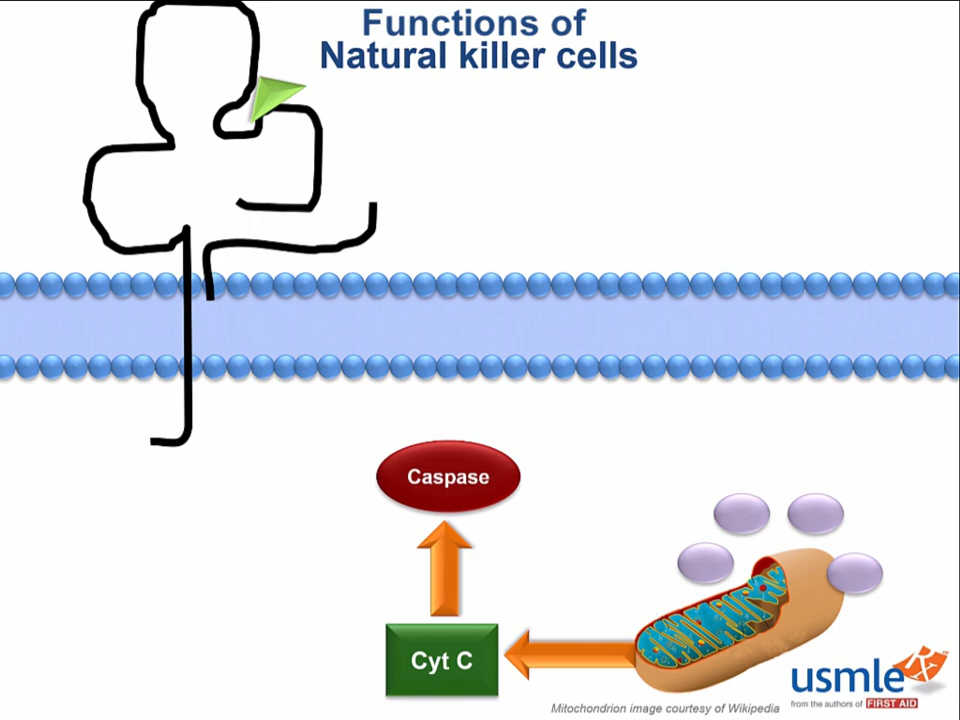 Functions of
Natural killer cells
Caspase
Cyt C
usmle
from the authors of FIRST AID
Mitochondrion image courtesy of Wikipedia